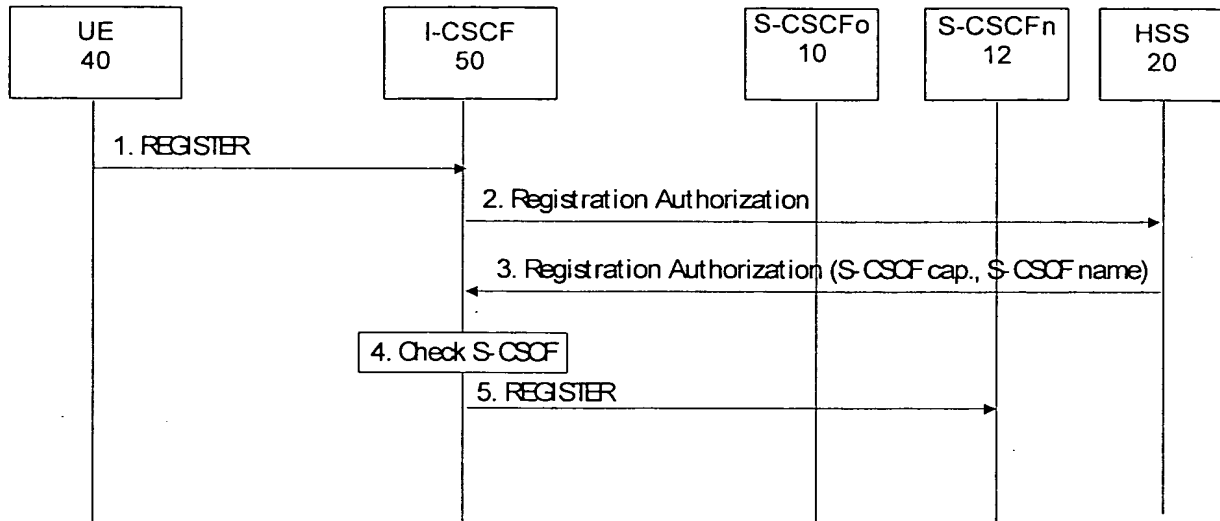 UE
40
I-CSCF
50
S-CSCFo
10
S-CSCFn
12
HSS
20
1. REGISTER
2. Registration Authorization
3. Registration Authorization (S-CSCF cap., S-CSCF name)
4. Check S-CSCF
5. REGISTER